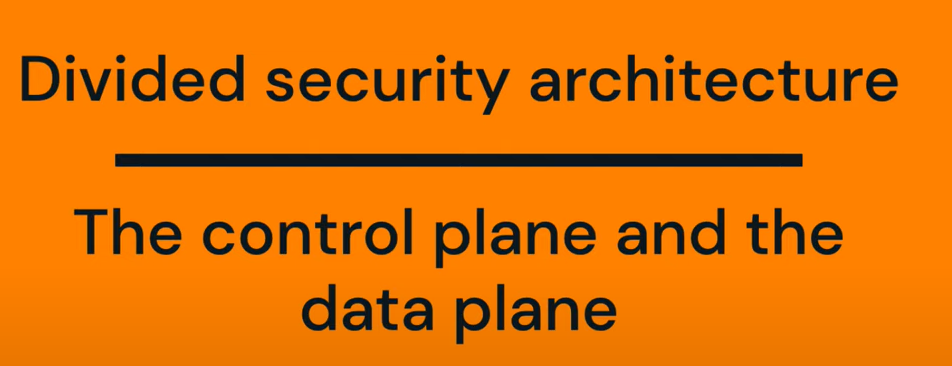 Divided security architecture
The control plane and the
data plane